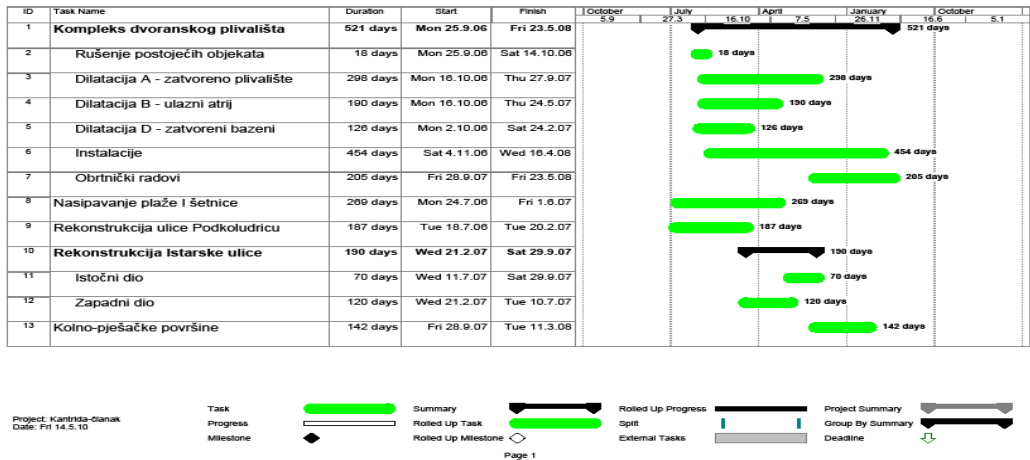 ID Task Name Duration Start Finish October July April January October
5.9 27.3 16.10 7.5 26.11 16.6 5.1
1 Kompleks dvoranskog plivališta 521 days Mon 25.9.06 Fri 23.5.08 521 days
2 Rušenje postojećih objekata 18 days Mon 25.9.06 Sat 14.10.06 18 days
3 Dilatacija A - zatvoreno plivalište 298 days Mon 16.10.06 Thu 27.9.07 298 days
4 Dilatacija B - ulazni atrij 190 days Mon 16.10.06 Thu 24.5.07 190 days
5 Dilatacija D - zatvoreni bazeni 126 days Mon 2.10.06 Sat 24.2.07 126 days
6 Instalacije 454 days Sat 4.11.06 Wed 16.4.08 454 days
7 Obrtnički radovi 205 days Fri 28.9.07 Fri 23.5.08 205 days
8 Nasipavanje plaže I šetnice 269 days Mon 24.7.06 Fri 1.6.07 269 days
9 Rekonstrukcija ulice Podkoludricu 187 days Tue 18.7.06 Tue 20.2.07 187 days
10 Rekonstrukcija Istarske ulice 190 days Wed 21.2.07 Sat 29.9.07 190 days
11 Istočni dio 70 days Wed 11.7.07 Sat 29.9.07 70 days
12 Zapadni dio 120 days Wed 21.2.07 Tue 10.7.07 120 days
13 Kolno-pješačke površine 142 days Fri 28.9.07 Tue 11.3.08 142 days
Project: Kantrida-članak
Date: Fri 14.5.10
Task Summary Rolled Up Progress Project Summary
Progress Rolled Up Task Split Group By Summary
Milestone Rolled Up Milestone External Tasks Deadline
Page 1